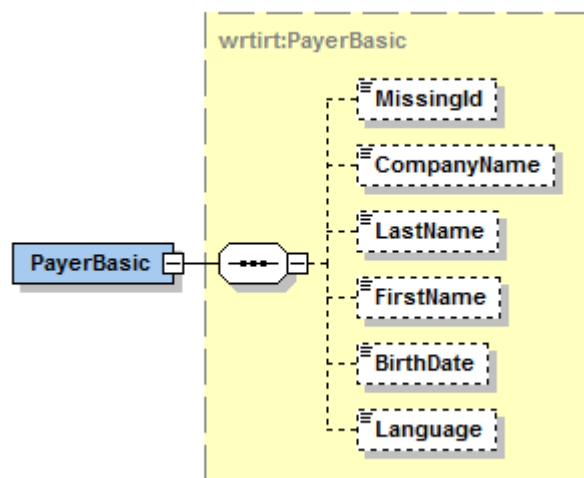 wrtirt:PayerBasic
MissingId
CompanyName
LastName
PayerBasic
FirstName
BirthDate
Language